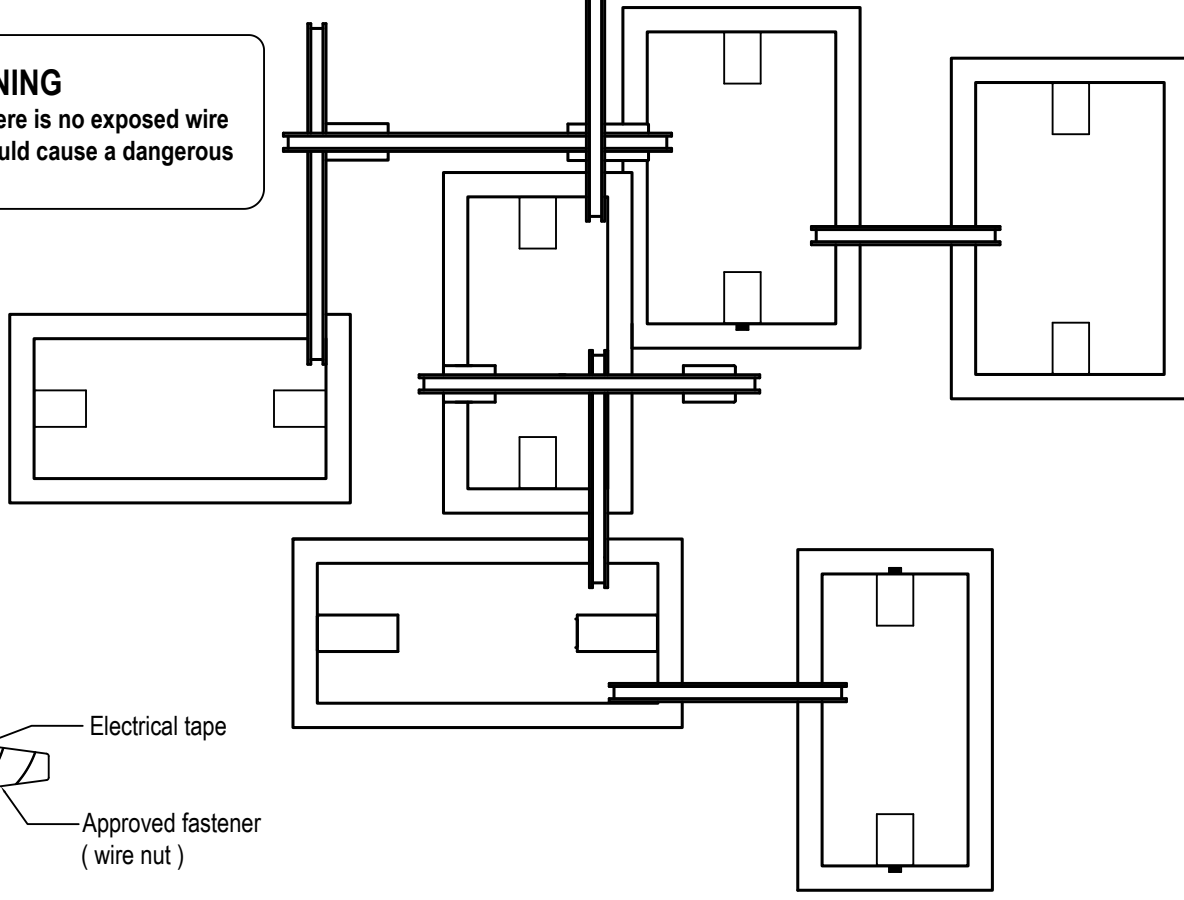 NING
ere is no exposed wire
uld cause a dangerous
Electrical tape
Approved fastener
( wire nut )